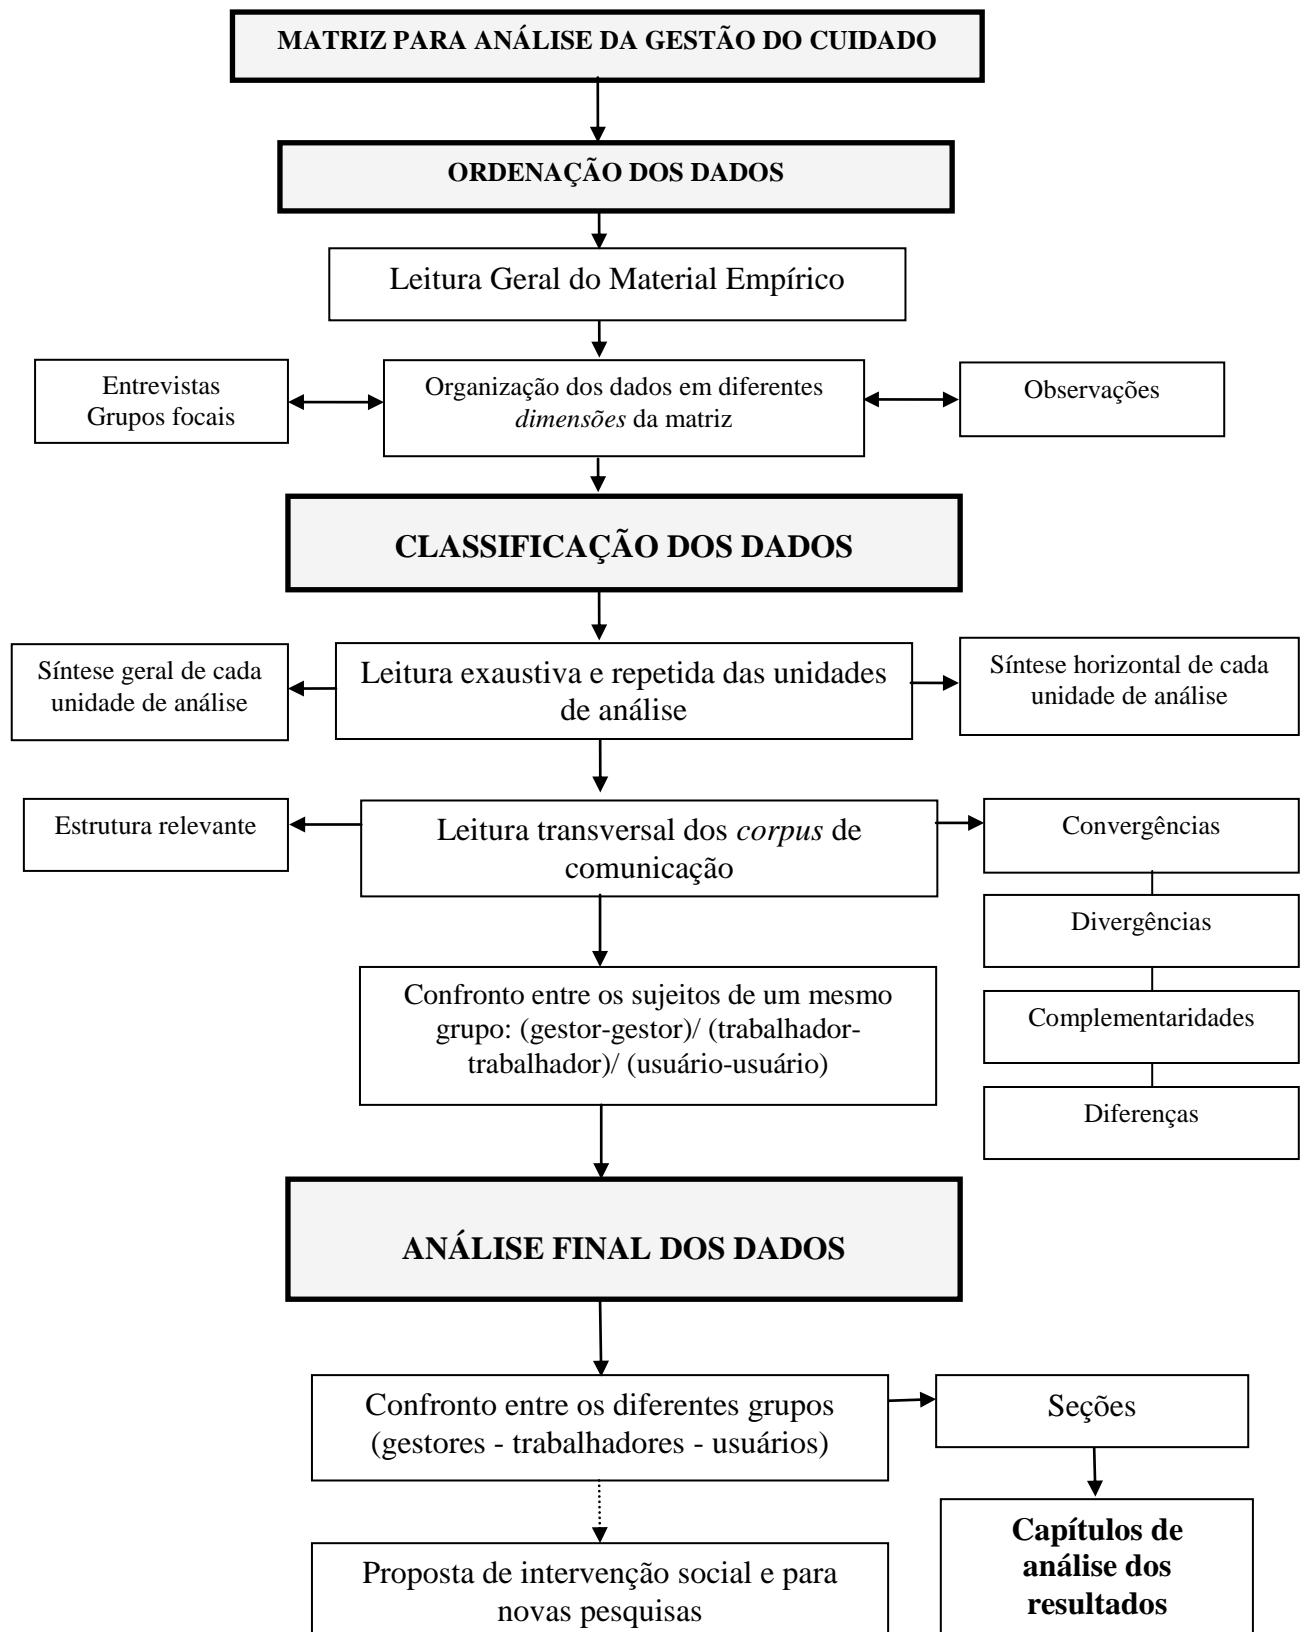 MATRIZ PARA ANÁLISE DA GESTÃO DO CUIDADO
ORDENAÇÃO DOS DADOS
Leitura Geral do Material Empírico
Entrevistas
Grupos focais
Organização dos dados em diferentes
dimensões da matriz
Observações
CLASSIFICAÇÃO DOS DADOS
Síntese geral de cada
unidade de análise
Leitura exaustiva e repetida das unidades
de análise
Síntese horizontal de cada
unidade de análise
Estrutura relevante
Leitura transversal dos corpus de
comunicação
Convergências
Divergências
Complementaridades
Diferenças
Confronto entre os sujeitos de um mesmo
grupo: (gestor-gestor)/ (trabalhador-
trabalhador)/ (usuário-usuário)
ANÁLISE FINAL DOS DADOS
Confronto entre os diferentes grupos
(gestores - trabalhadores - usuários)
Seções
Proposta de intervenção social e para
novas pesquisas
Capítulos de
análise dos
resultados